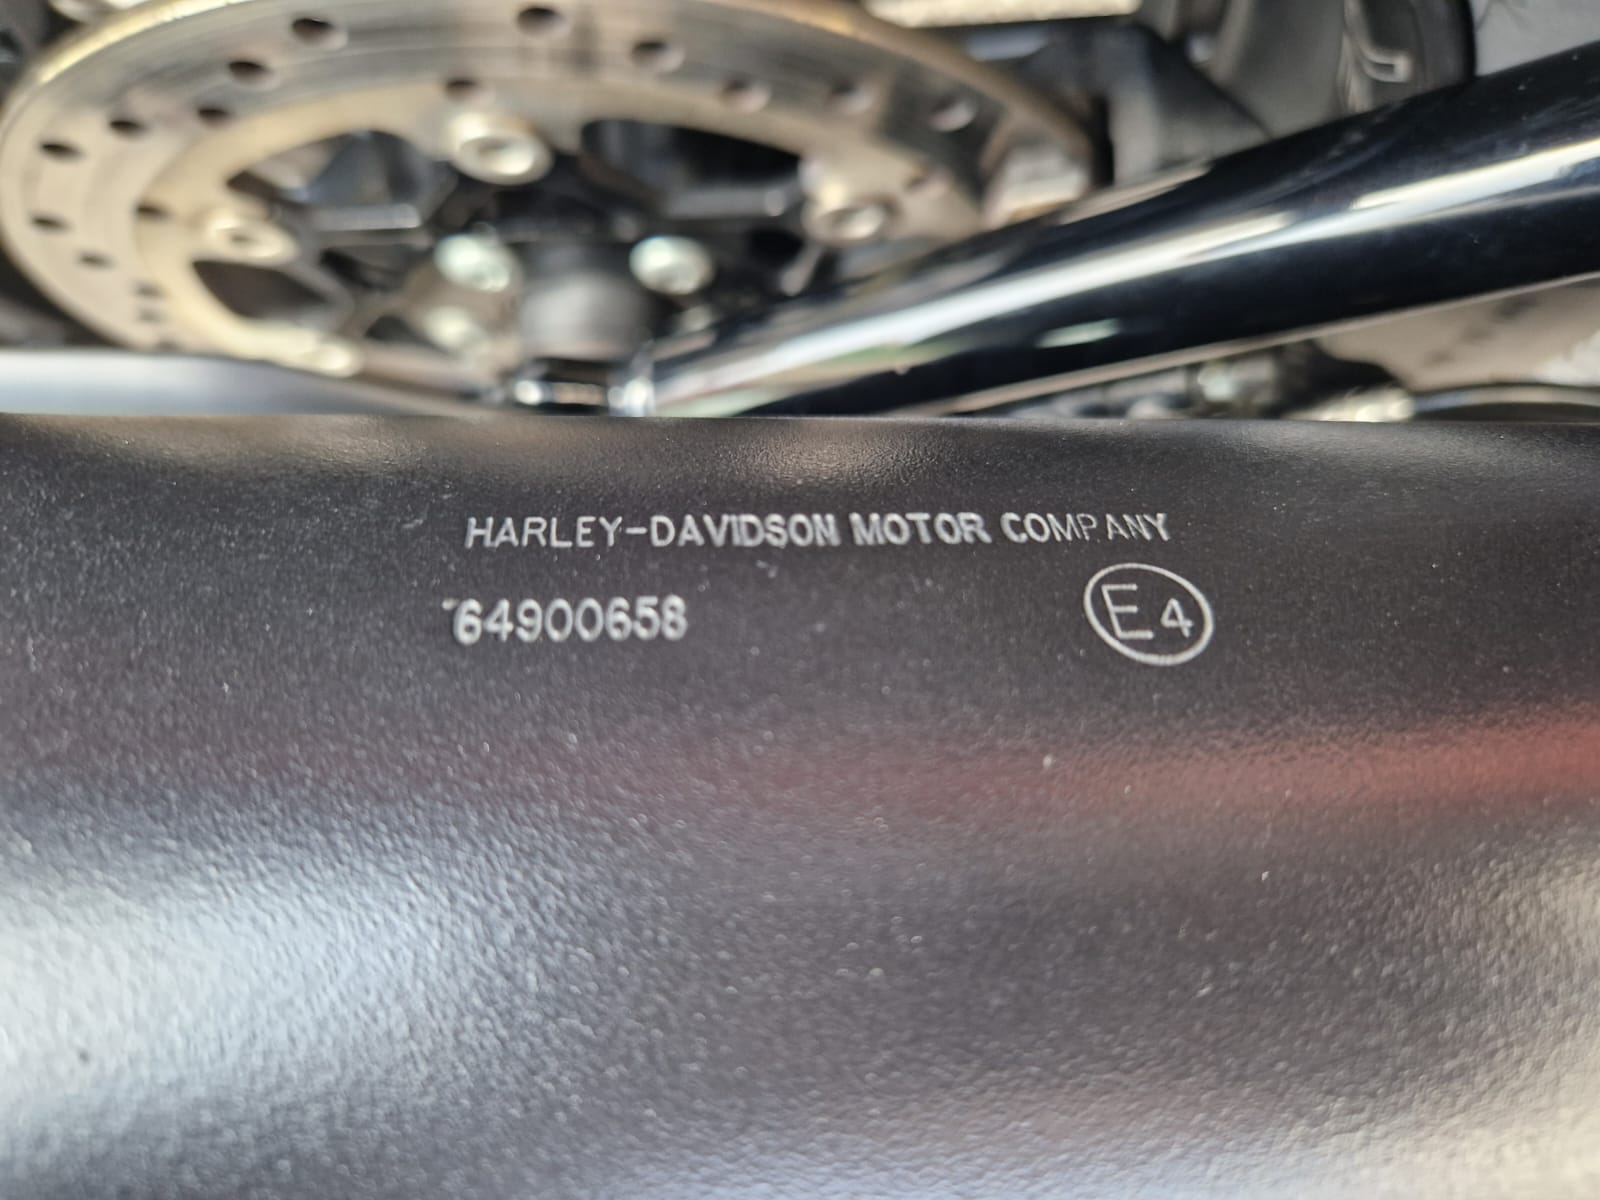 HARLEY-DAVIDSON MOTOR COMPANY
64900658
E4